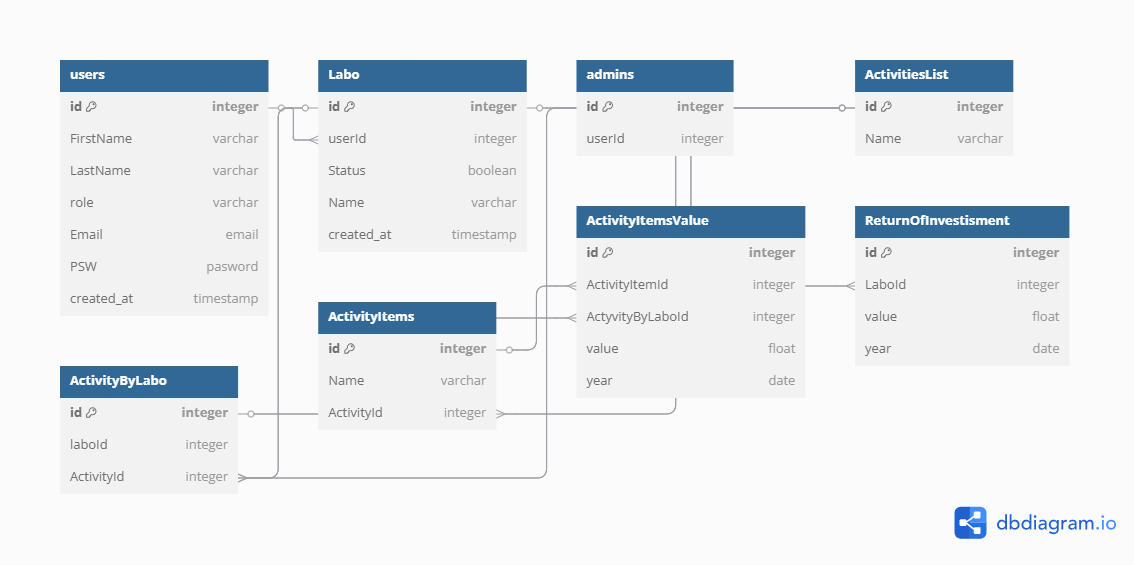 users
id integer
FirstName varchar
LastName varchar
role varchar
Email email
PSW pasword
created_at timestamp
Labo
id integer
userId integer
Status boolean
Name varchar
created_at timestamp
admins
id integer
userId integer
ActivitiesList
id integer
Name varchar
ActivityItemsValue
id integer
ActivityItemId integer
ActyvityByLaboId integer
value float
year date
ReturnOfInvestisment
id integer
LaboId integer
value float
year date
ActivityItems
id integer
Name varchar
ActivityId integer
ActivityByLabo
id integer
laboId integer
ActivityId integer
dbdiagram.io